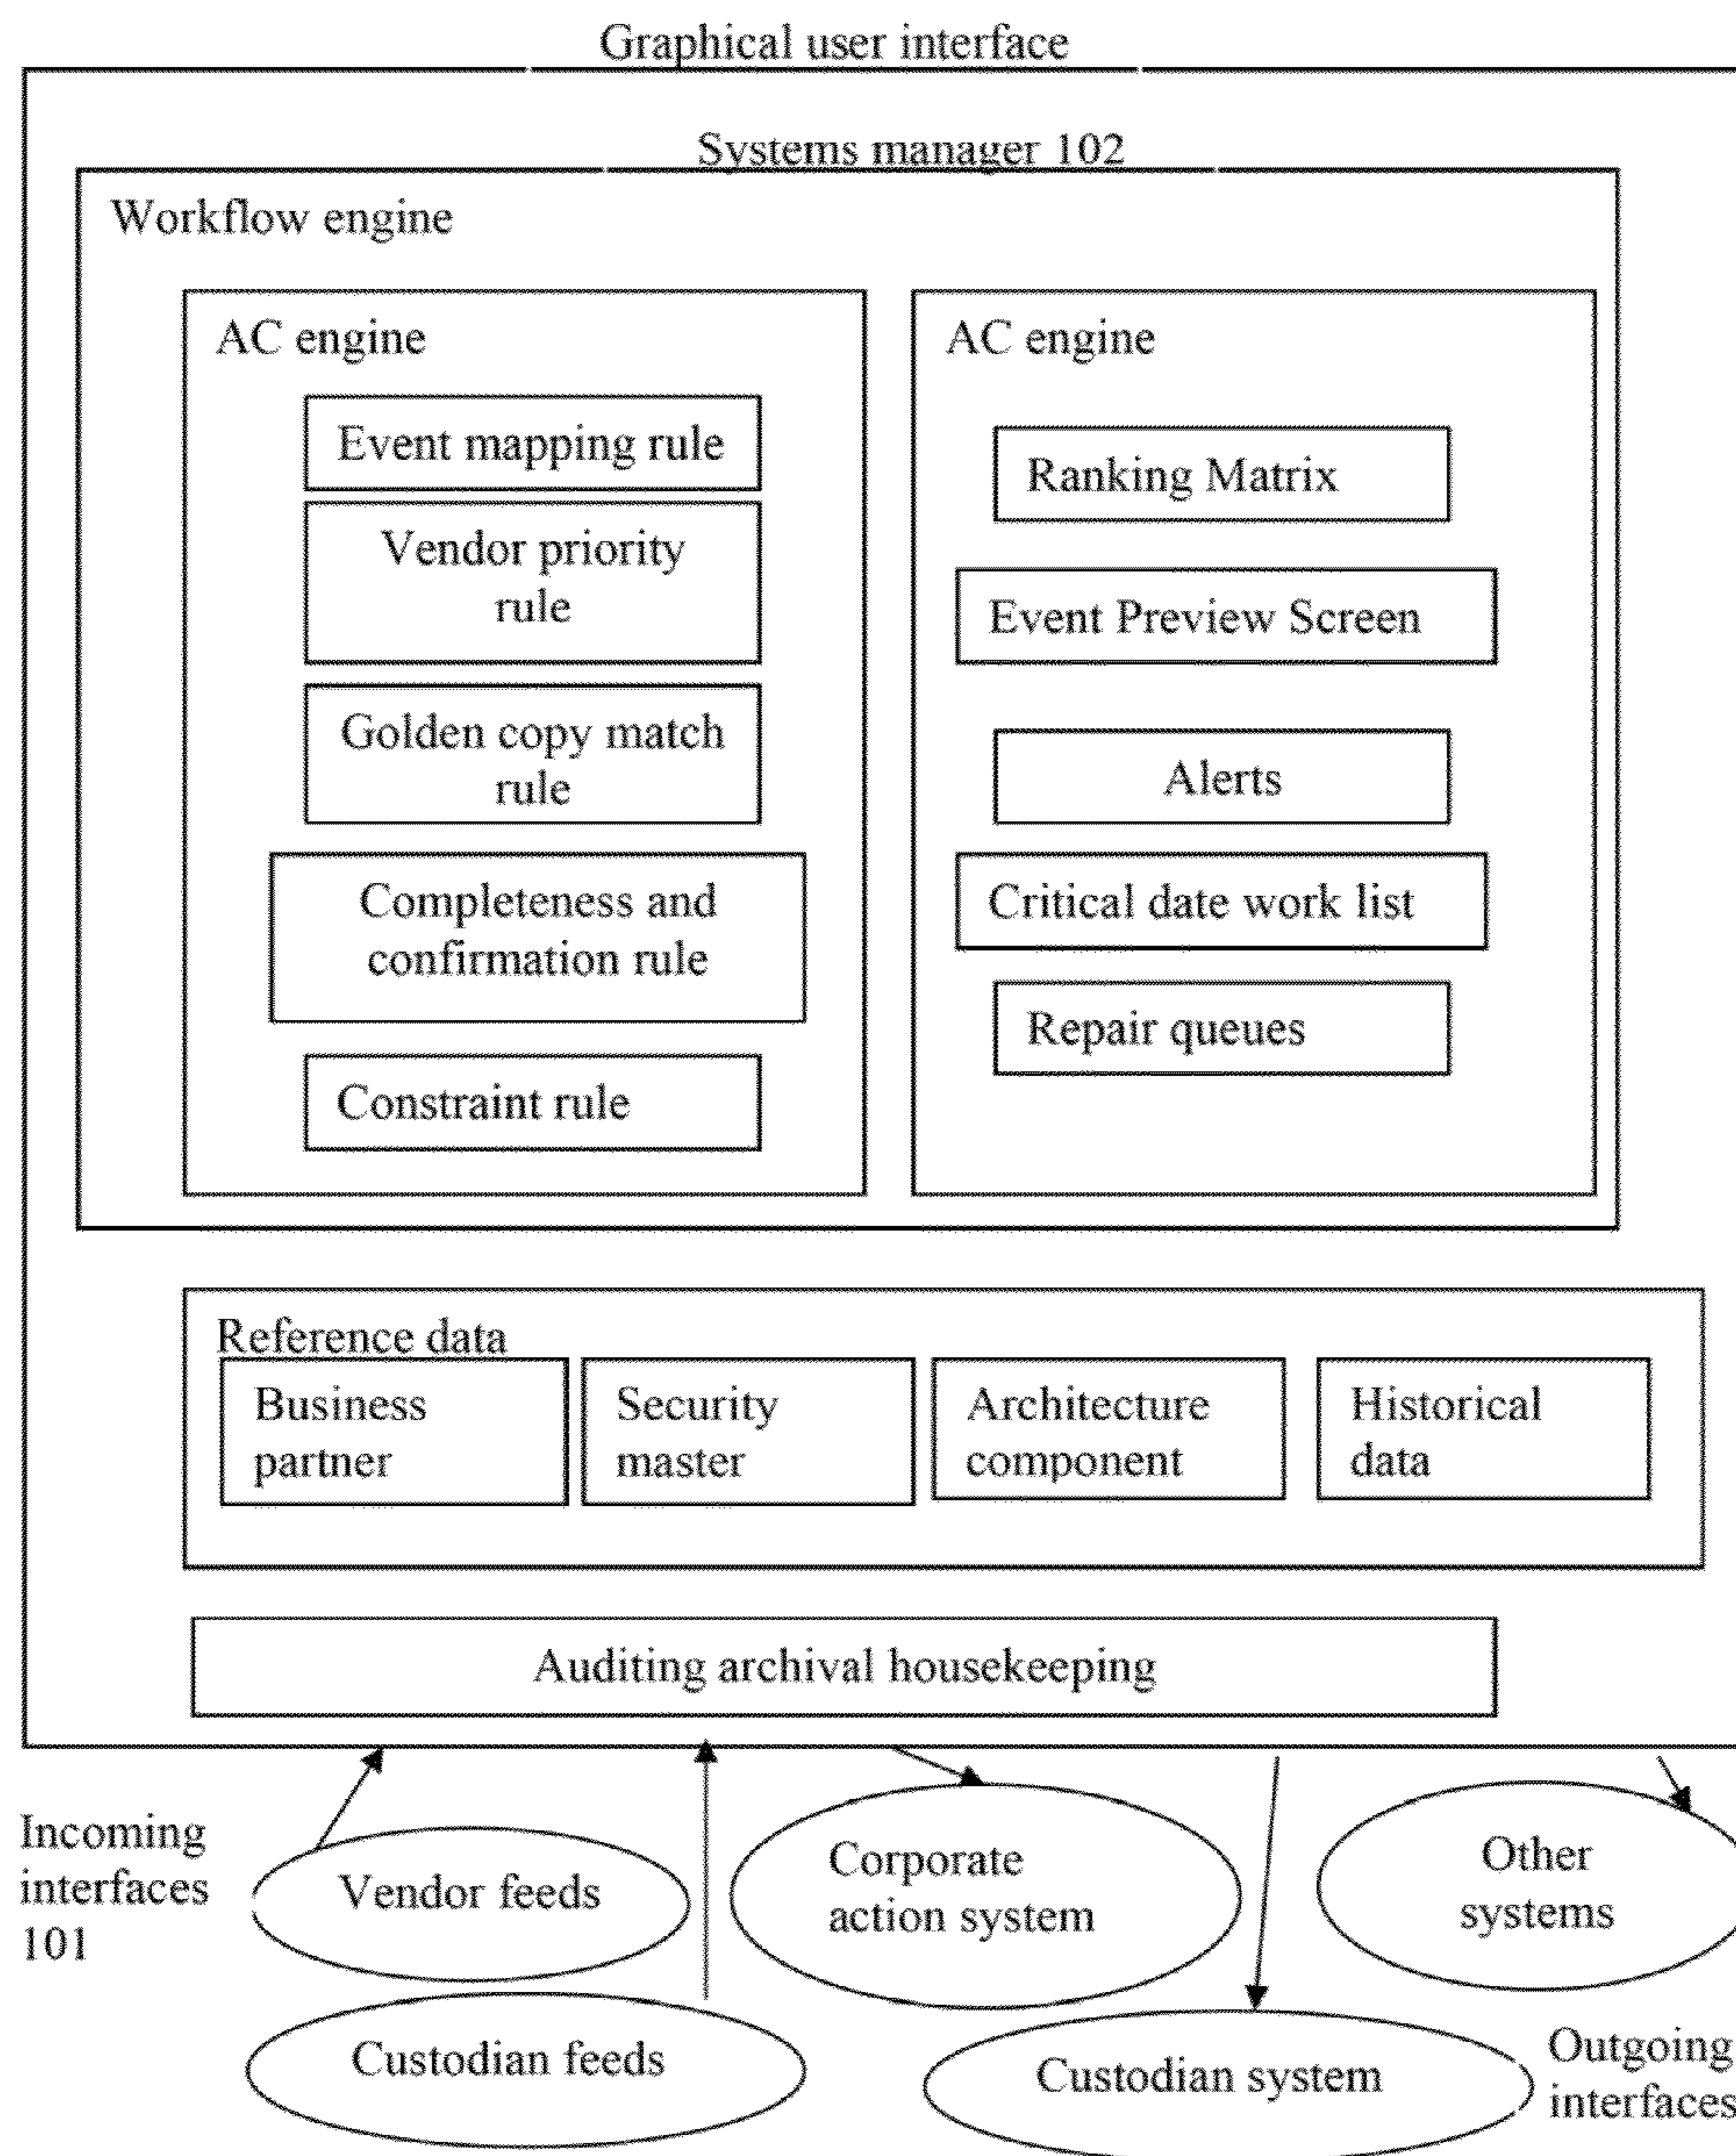 Graphical user interface
Systems manager 102
Workflow engine
AC engine
Event mapping rule
Vendor priority
rule
Golden copy match
rule
Completeness and
confirmation rule
Constraint rule
AC engine
Ranking Matrix
Event Preview Screen
Alerts
Critical date work list
Repair queues
Reference data
Business
partner
Security
master
Architecture
component
Historical
data
Auditing archival housekeeping
Incoming
interfaces
101
Vendor feeds
Custodian feeds
Corporate
action system
Custodian system
Other
systems
Outgoing
interfaces